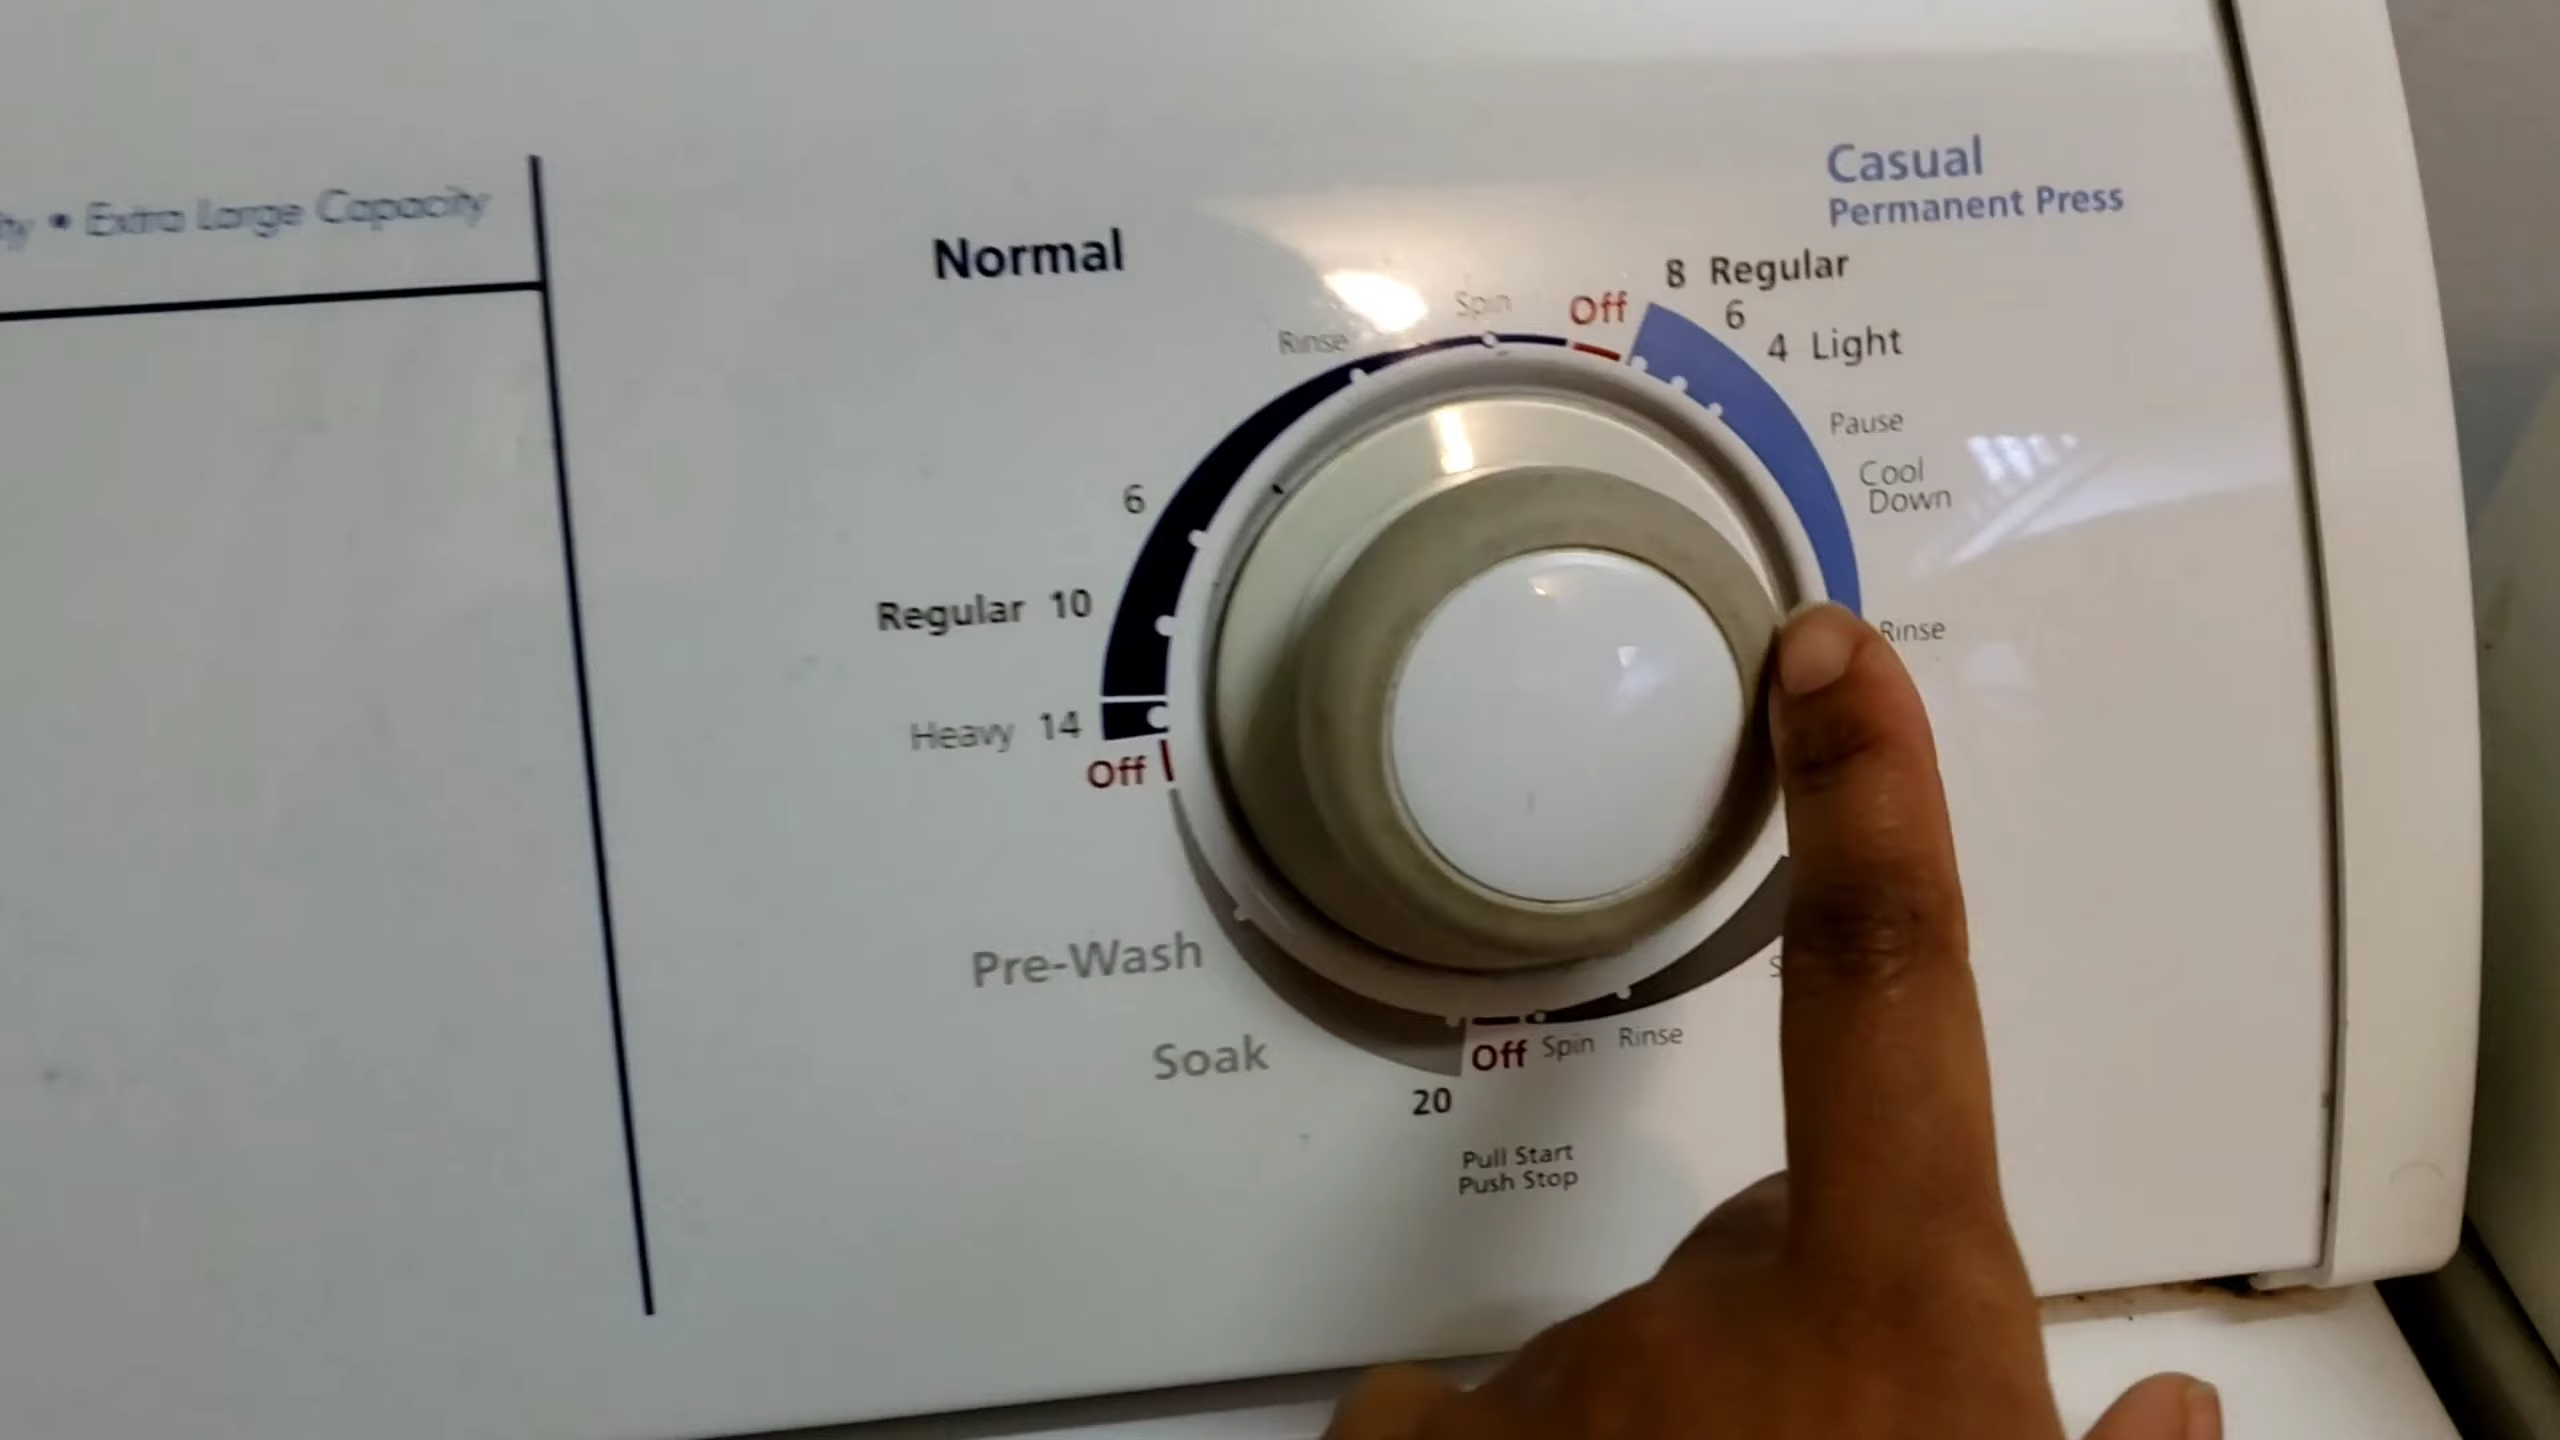 • Extra Large Capacity
Casual
Permanent Press
Normal
8 Regular
6
4 Light
Pause
Cool
Down
Rinse
Off
Spin
Rinse
6
Regular 10
Heavy 14
Off
Pre-Wash
Soak
20
Off Spin Rinse
Pull Start
Push Stop